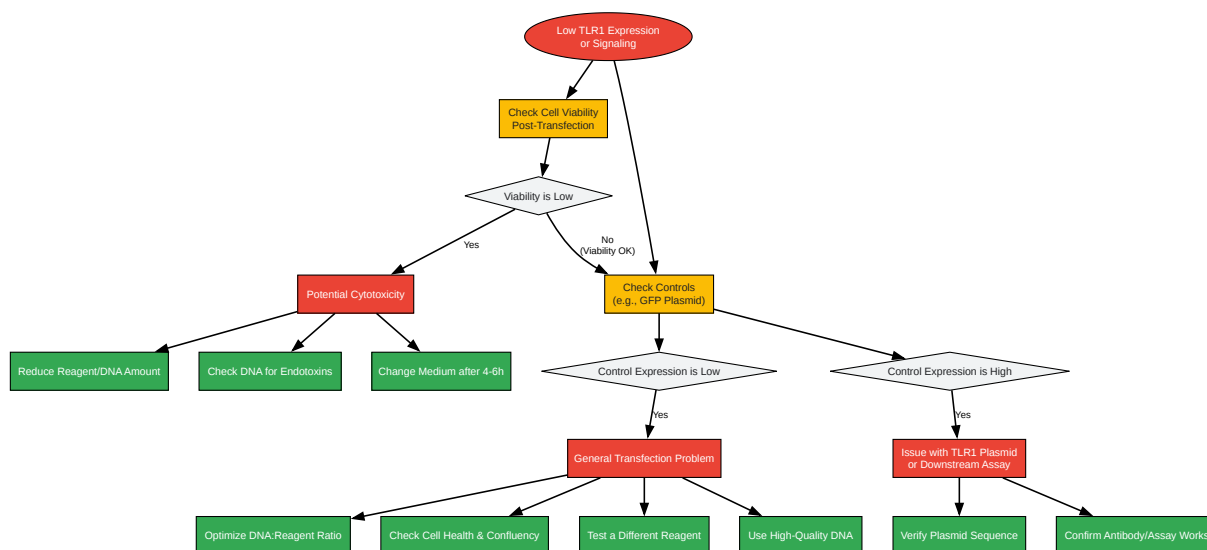 Low TLR1 Expression
or Signaling
Check Cell Viability
Post-Transfection
Viability is Low
Yes
No
(Viability OK)
Potential Cytotoxicity
Check Controls
(e.g., GFP Plasmid)
Reduce Reagent/DNA Amount
Check DNA for Endotoxins
Change Medium after 4-6h
Control Expression is Low
Control Expression is High
Yes
Yes
General Transfection Problem
Issue with TLR1 Plasmid
or Downstream Assay
Optimize DNA:Reagent Ratio
Check Cell Health & Confluency
Test a Different Reagent
Use High-Quality DNA
Verify Plasmid Sequence
Confirm Antibody/Assay Works